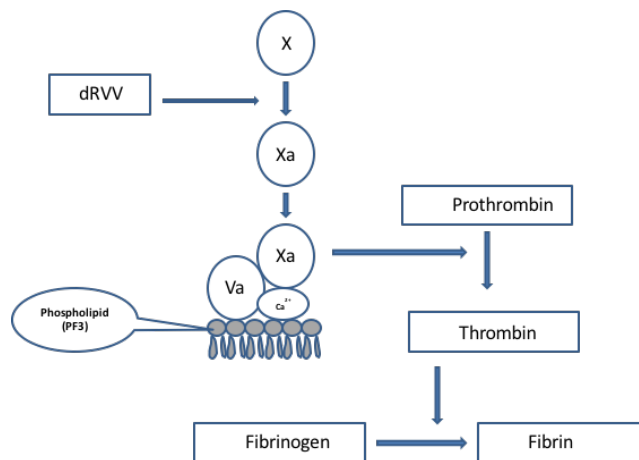 X
dRVV
Xa
Prothrombin
Xa
Va
Ca²⁺
Phospholipid
(PF3)
Thrombin
Fibrinogen
Fibrin